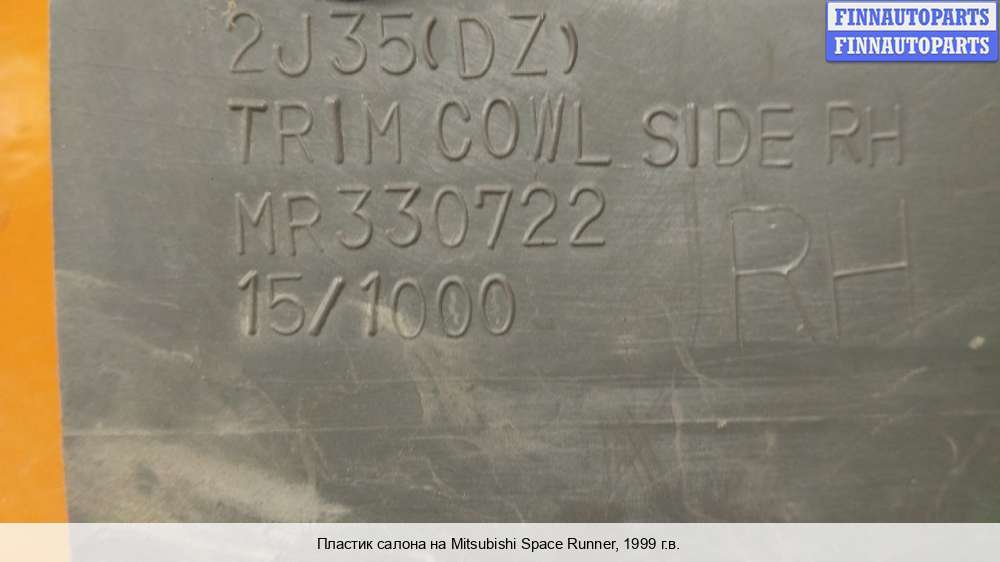 FINNAUTOPARTS
FINNAUTOPARTS
2J35(DZ)
TRIM COWL SIDE RH
MR330722
RH
15/1000
Пластик салона на Mitsubishi Space Runner, 1999 г.в.